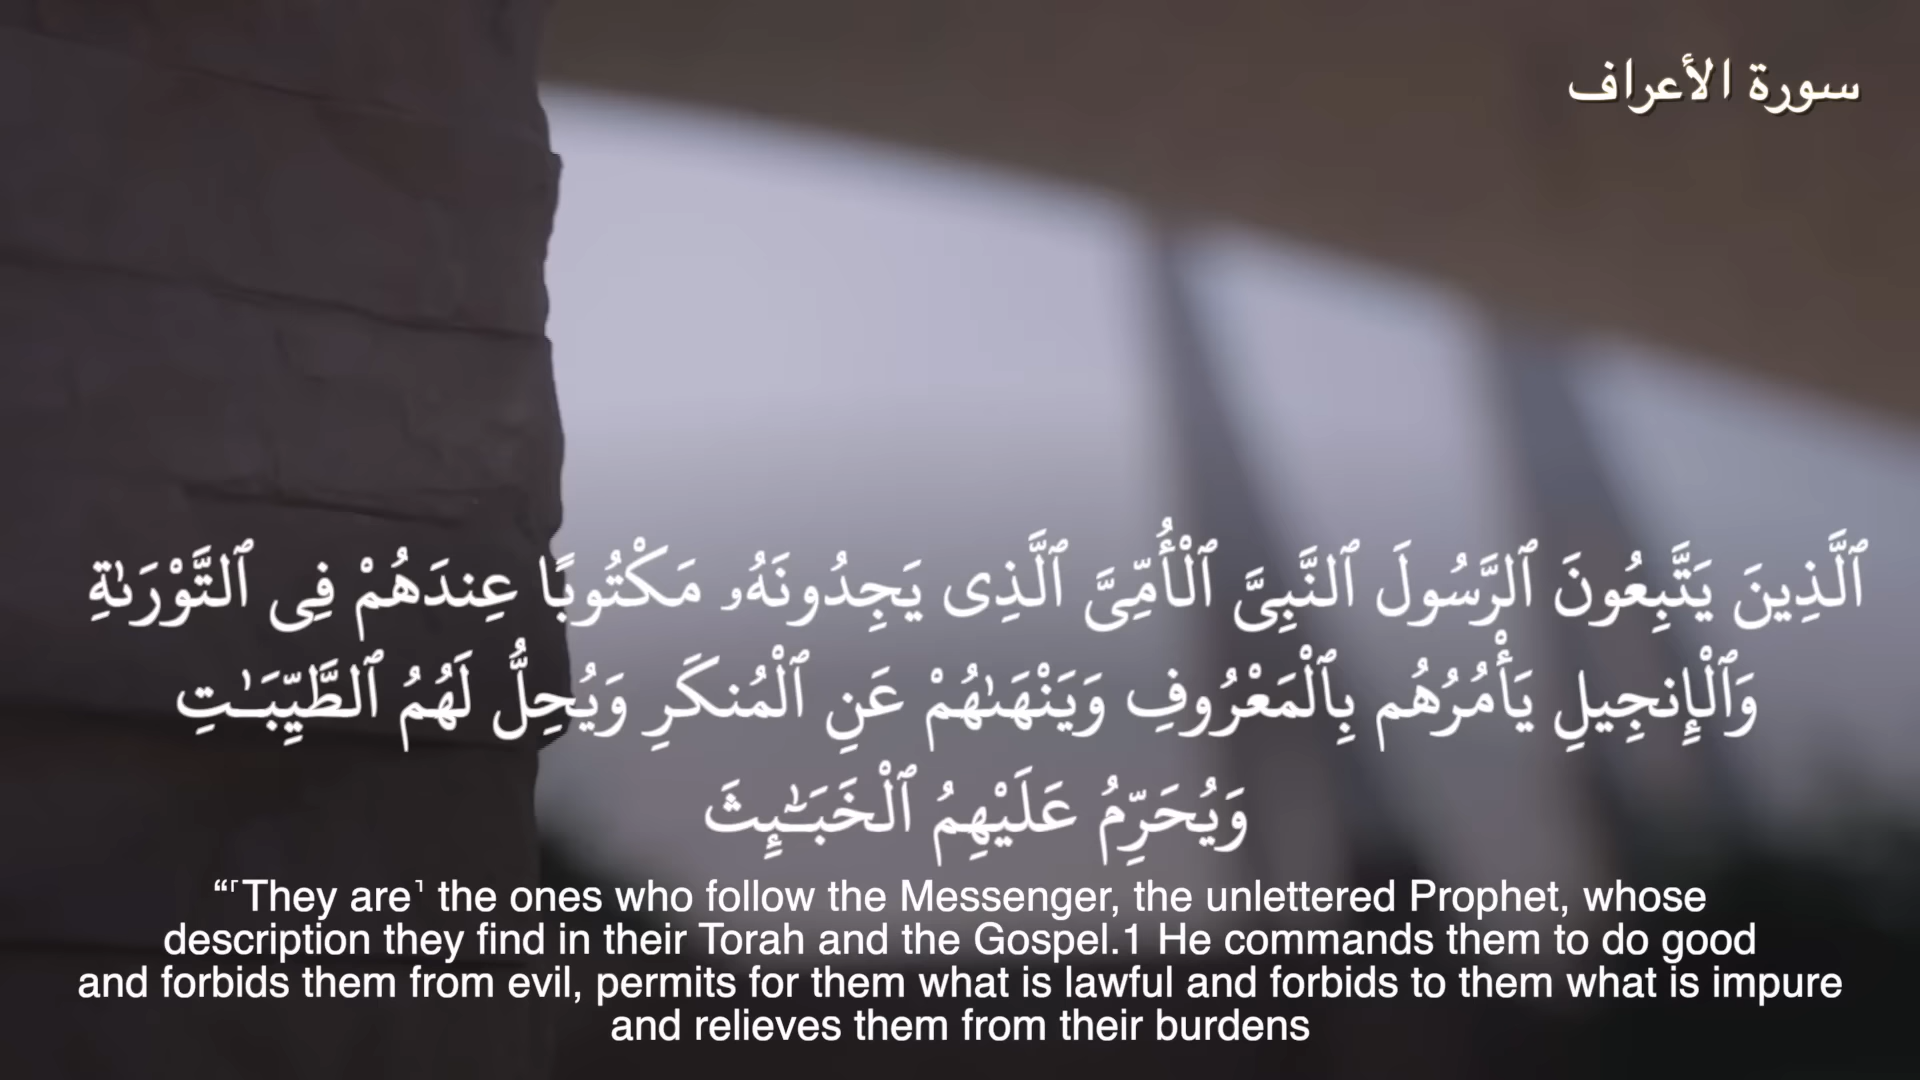 سورة الأعراف
ٱلَّذِينَ يَتَّبِعُونَ ٱلرَّسُولَ ٱلنَّبِىَّ ٱلْأُمِّىَّ ٱلَّذِى يَجِدُونَهُۥ مَكْتُوبًا عِندَهُمْ فِى ٱلتَّوْرَىٰةِ
وَٱلْإِنجِيلِ يَأْمُرُهُم بِٱلْمَعْرُوفِ وَيَنْهَىٰهُمْ عَنِ ٱلْمُنكَرِ وَيُحِلُّ لَهُمُ ٱلطَّيِّبَـٰتِ
وَيُحَرِّمُ عَلَيْهِمُ ٱلْخَبَـٰٓئِثَ
“˹They are˺ the ones who follow the Messenger, the unlettered Prophet, whose
description they find in their Torah and the Gospel.1 He commands them to do good
and forbids them from evil, permits for them what is lawful and forbids to them what is impure
and relieves them from their burdens